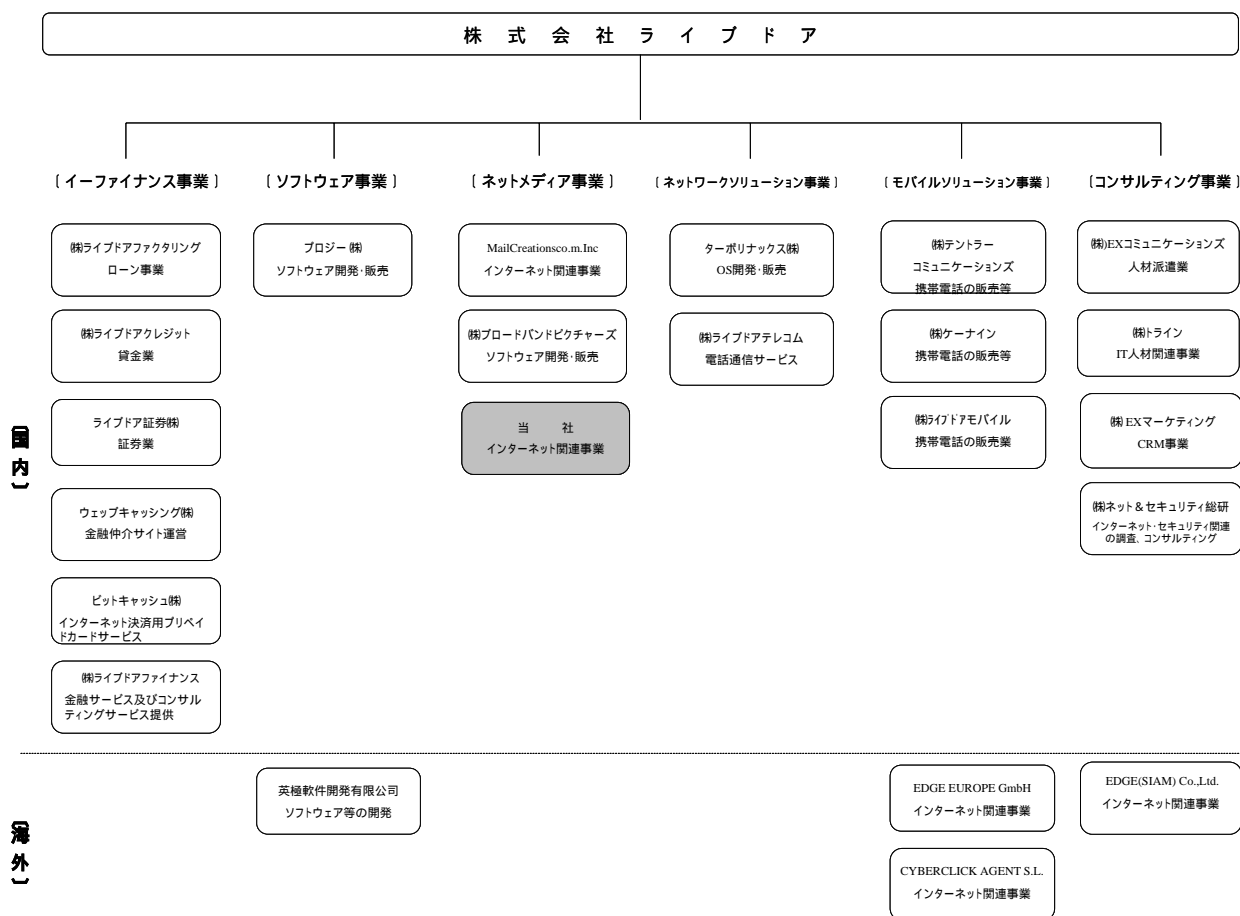 株式会社ライブドア
〔イーファイナンス事業〕
〔ソフトウェア事業〕
〔ネットメディア事業〕
〔ネットワークソリューション事業〕
〔モバイルソリューション事業〕
〔コンサルティング事業〕
〔国内〕
㈱ライブドアファクタリング
ローン事業
㈱ライブドアクレジット
貸金業
ライブドア証券㈱
証券業
ウェッブキャッシング㈱
金融仲介サイト運営
ビットキャッシュ㈱
インターネット決済用プリペイ
ドカードサービス
㈱ライブドアファイナンス
金融サービス及びコンサル
ティングサービス提供
プロジー㈱
ソフトウェア開発・販売
MailCreationsco.m.Inc
インターネット関連事業
㈱ブロードバンドピクチャーズ
ソフトウェア開発・販売
当　社
インターネット関連事業
ターボリナックス㈱
OS開発・販売
㈱ライブドアテレコム
電話通信サービス
㈱テントラー
コミュニケーションズ
携帯電話の販売等
㈱ケーナイン
携帯電話の販売等
㈱ライブドアモバイル
携帯電話の販売業
㈱EXコミュニケーションズ
人材派遣業
㈱トライン
IT人材関連事業
㈱EXマーケティング
CRM事業
㈱ネット＆セキュリティ総研
インターネット・セキュリティ関連
の調査、コンサルティング
〔海外〕
英極軟件開発有限公司
ソフトウェア等の開発
EDGE EUROPE GmbH
インターネット関連事業
CYBERCLICK AGENT S.L.
インターネット関連事業
EDGE(SIAM) Co.,Ltd.
インターネット関連事業